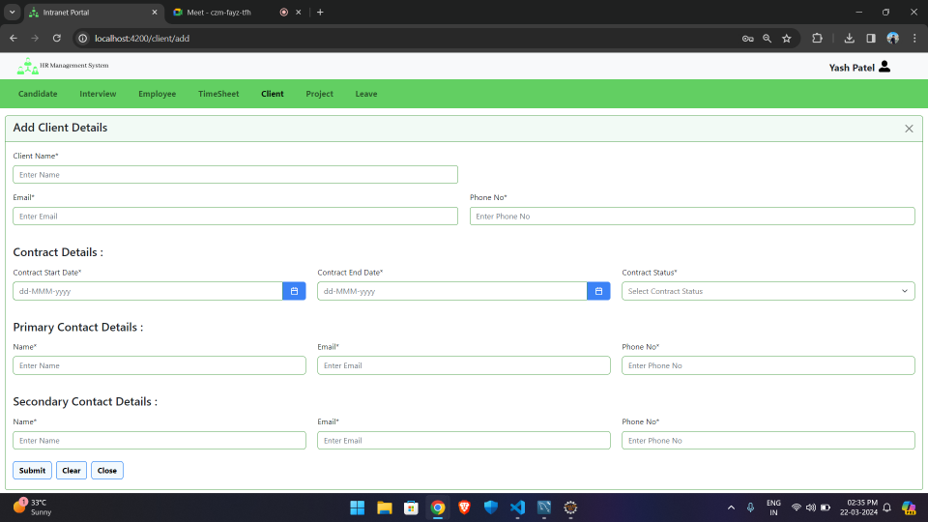 Intranet Portal
Meet - czm-fayz-tfh
localhost:4200/client/add
HR Management System
Yash Patel
Candidate Interview Employee TimeSheet Client Project Leave
Add Client Details
Client Name*
Enter Name
Email* Phone No*
Enter Email Enter Phone No
Contract Details :
Contract Start Date* Contract End Date* Contract Status*
dd-MMM-yyyy dd-MMM-yyyy Select Contract Status
Primary Contact Details :
Name* Email* Phone No*
Enter Name Enter Email Enter Phone No
Secondary Contact Details :
Name* Email* Phone No*
Enter Name Enter Email Enter Phone No
Submit Clear Close
1
33°C
Sunny
ENG
IN
02:35 PM
22-03-2024